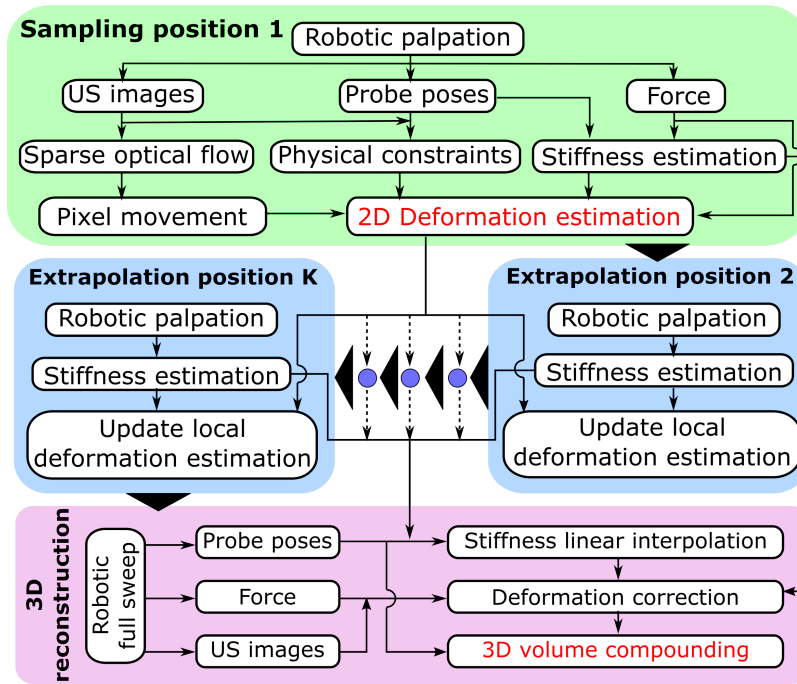 Sampling position 1
Robotic palpation
US images
Probe poses
Force
Sparse optical flow
Physical constraints
Stiffness estimation
Pixel movement
2D Deformation estimation
Extrapolation position K
Robotic palpation
Stiffness estimation
Update local
deformation estimation
Extrapolation position 2
Robotic palpation
Stiffness estimation
Update local
deformation estimation
3D
reconstruction
Robotic
full sweep
Probe poses
Force
US images
Stiffness linear interpolation
Deformation correction
3D volume compounding